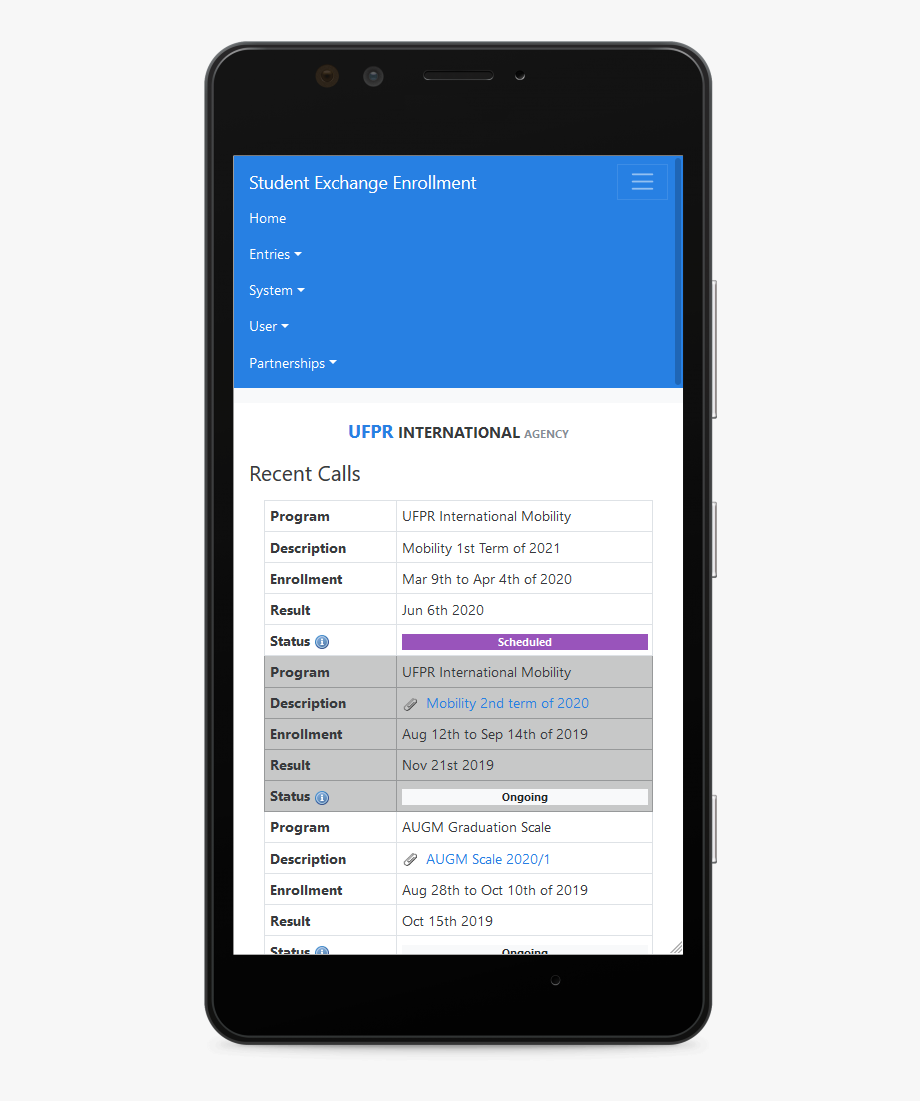 Student Exchange Enrollment
Home
Entries
System
User
Partnerships
UFPR INTERNATIONAL AGENCY
Recent Calls
Program UFPR International Mobility
Description Mobility 1st Term of 2021
Enrollment Mar 9th to Apr 4th of 2020
Result Jun 6th 2020
Status Scheduled
Program UFPR International Mobility
Description Mobility 2nd term of 2020
Enrollment Aug 12th to Sep 14th of 2019
Result Nov 21st 2019
Status Ongoing
Program AUGM Graduation Scale
Description AUGM Scale 2020/1
Enrollment Aug 28th to Oct 10th of 2019
Result Oct 15th 2019
Status Ongoing